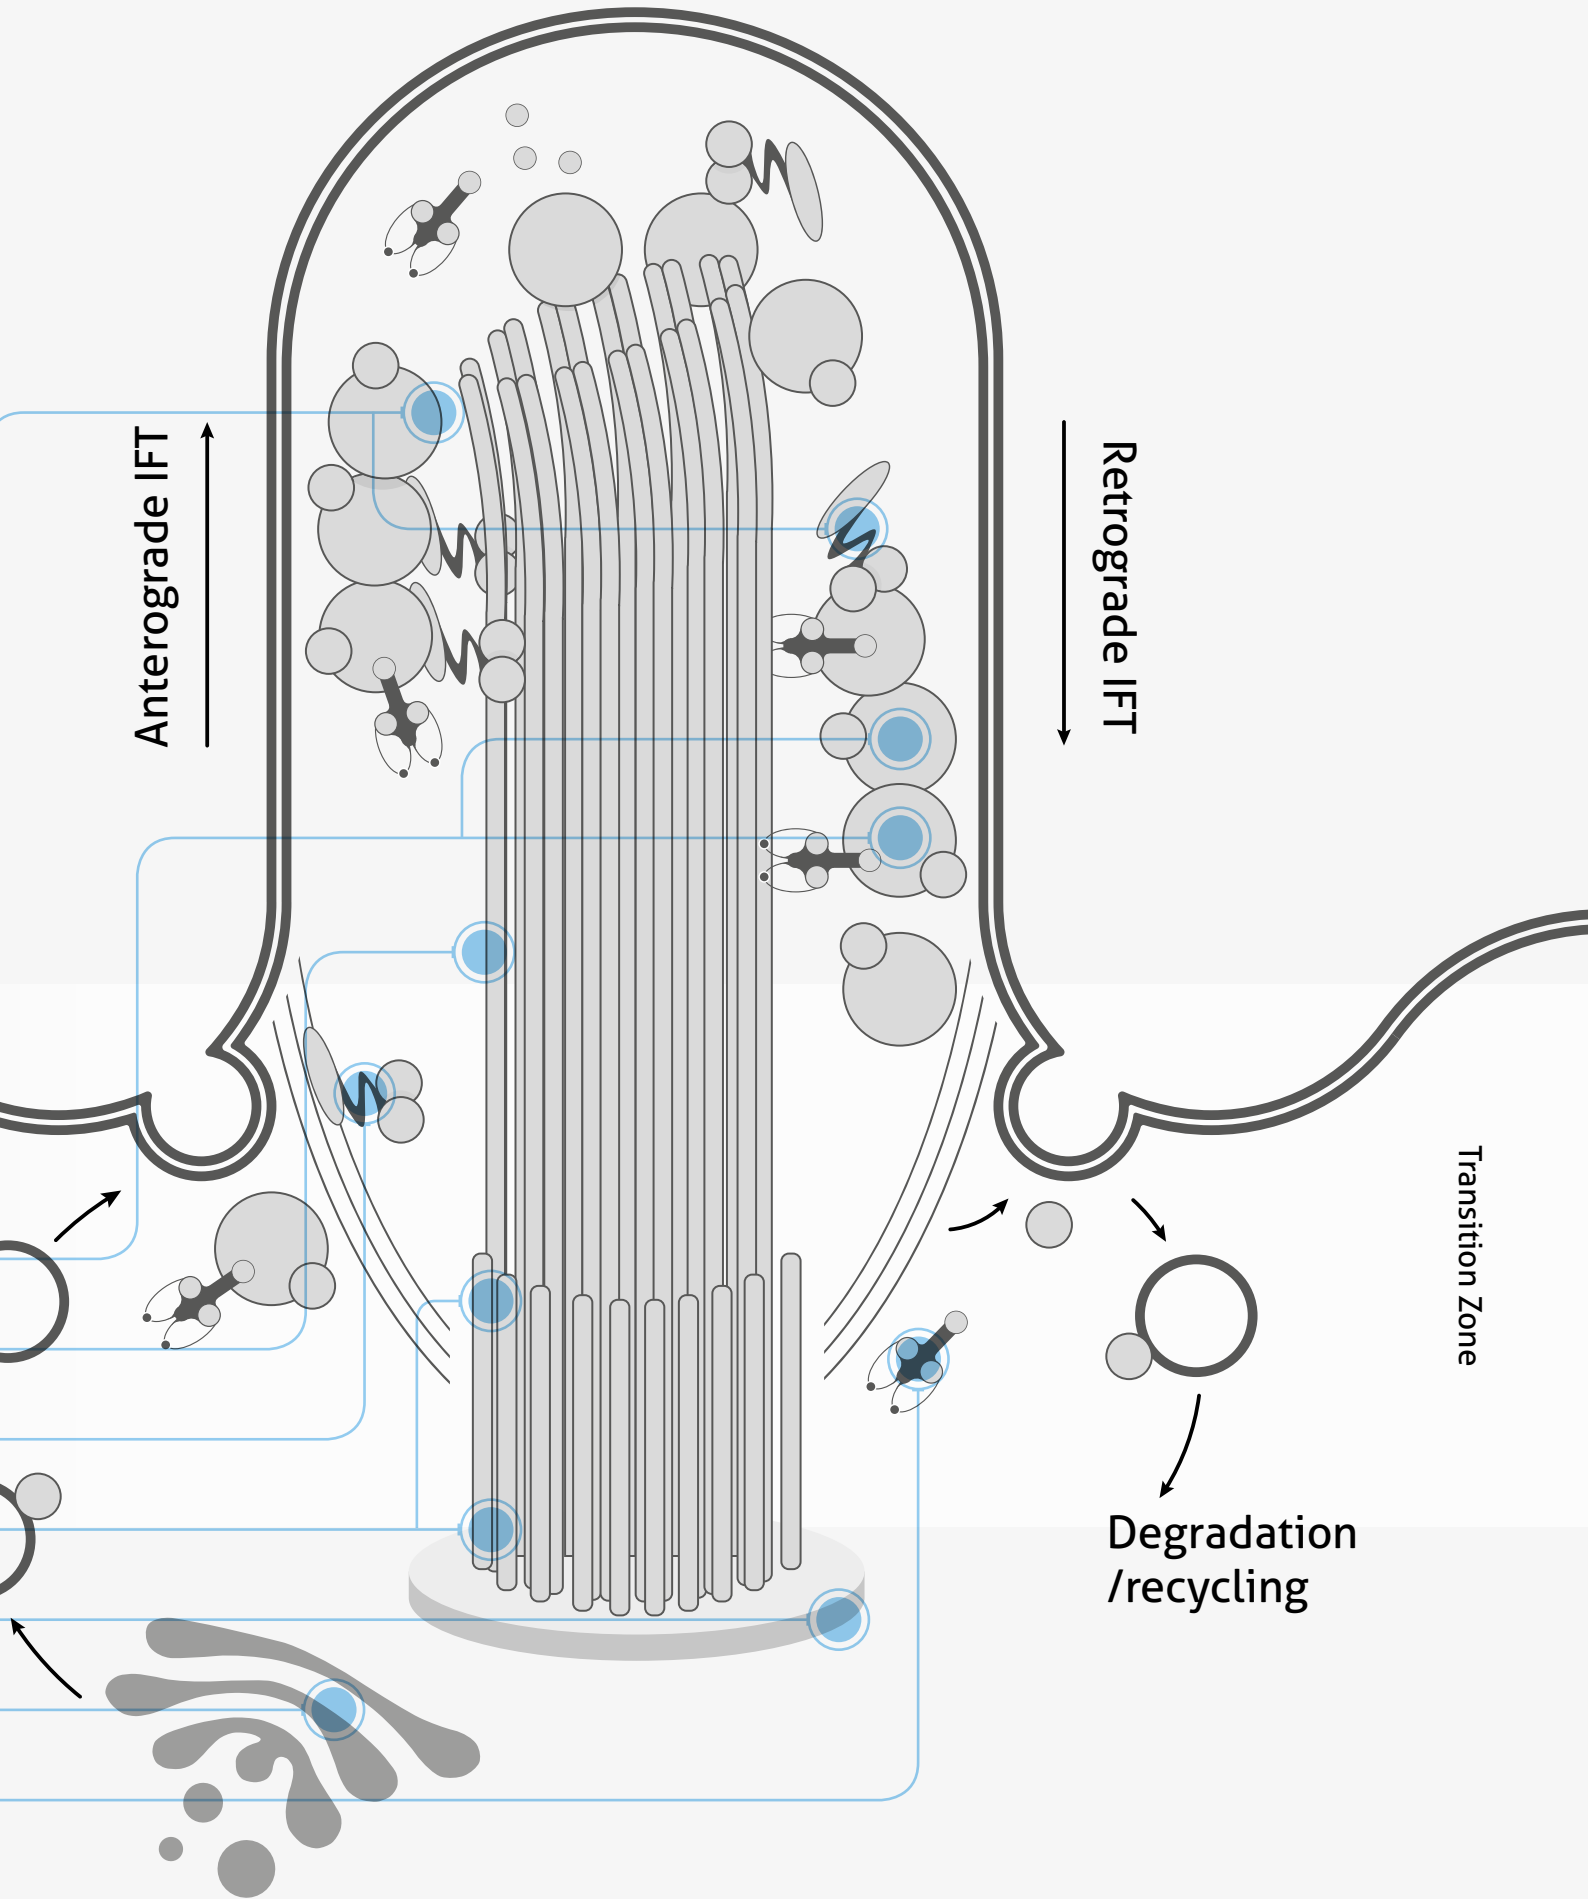 Anterograde IFT
Retrograde IFT
Transition Zone
Degradation
/recycling